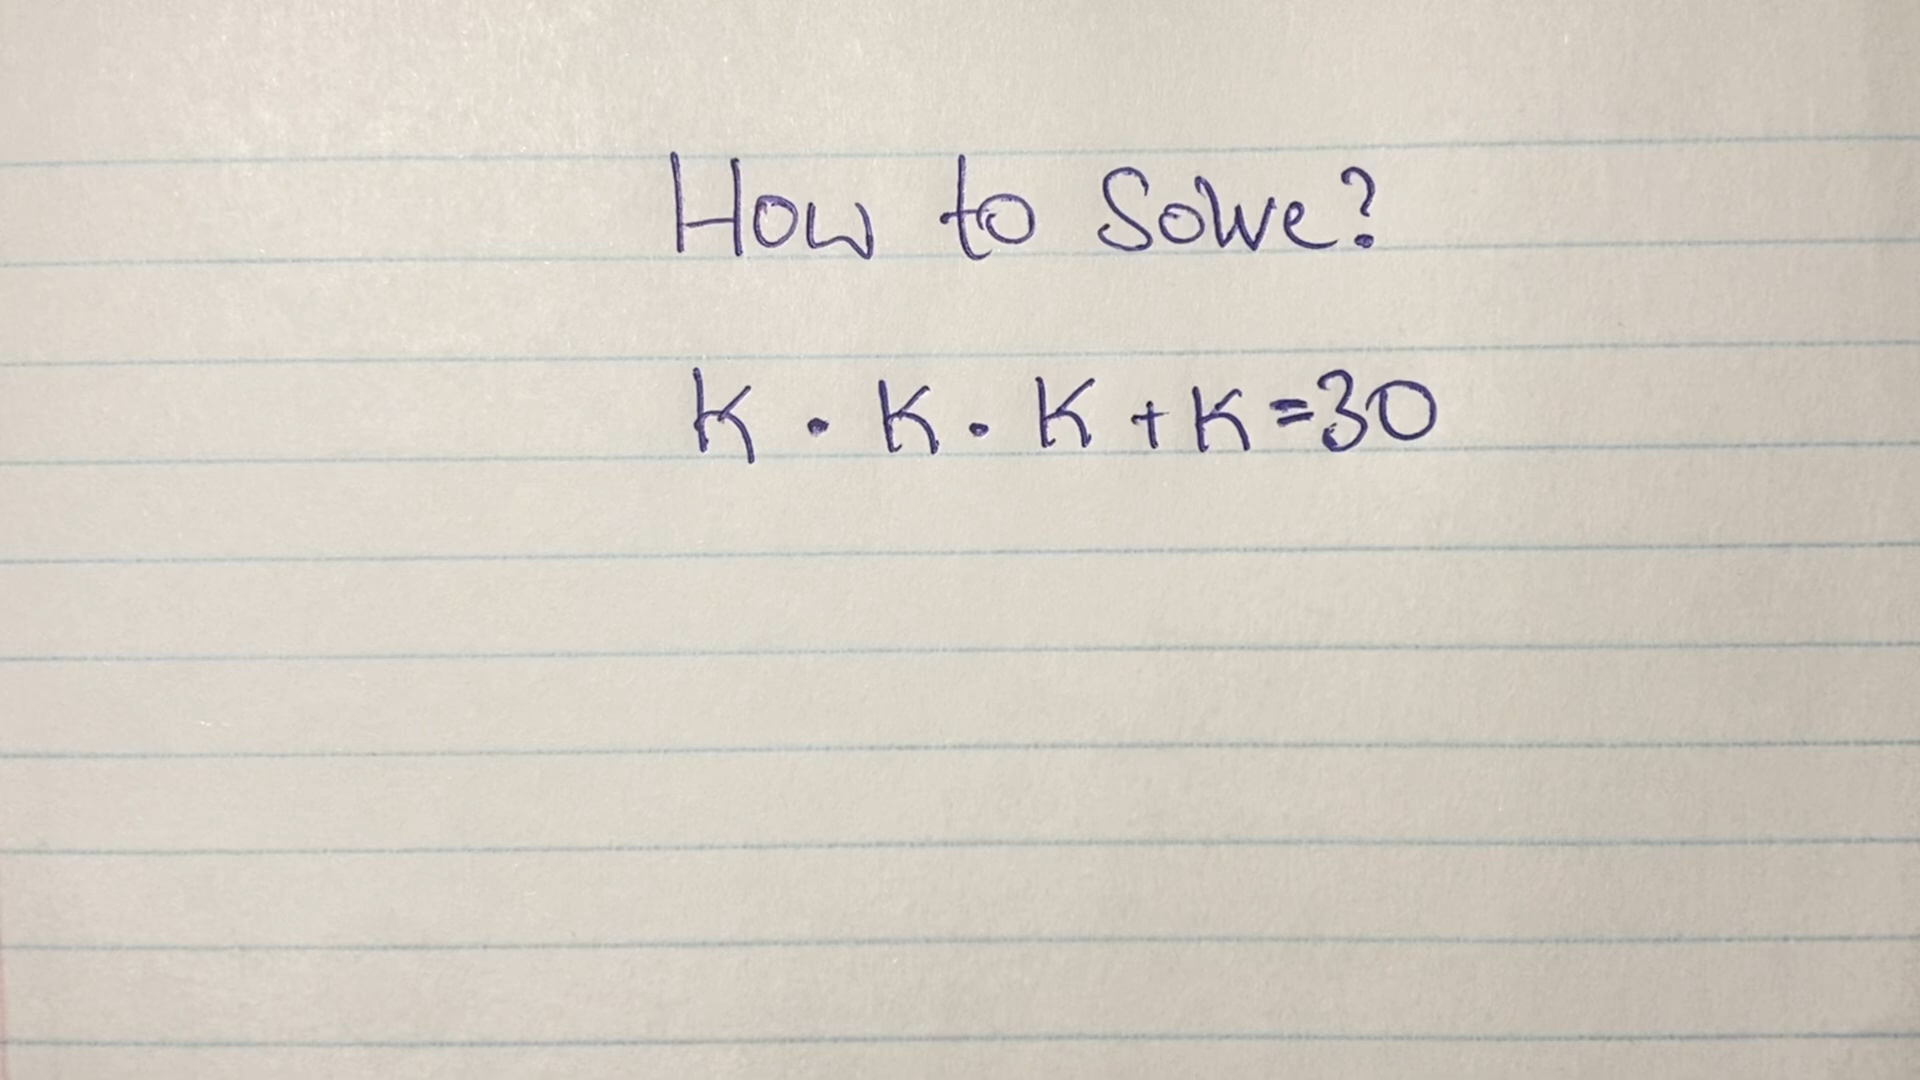 How to Solve?
K . K . K + K = 30